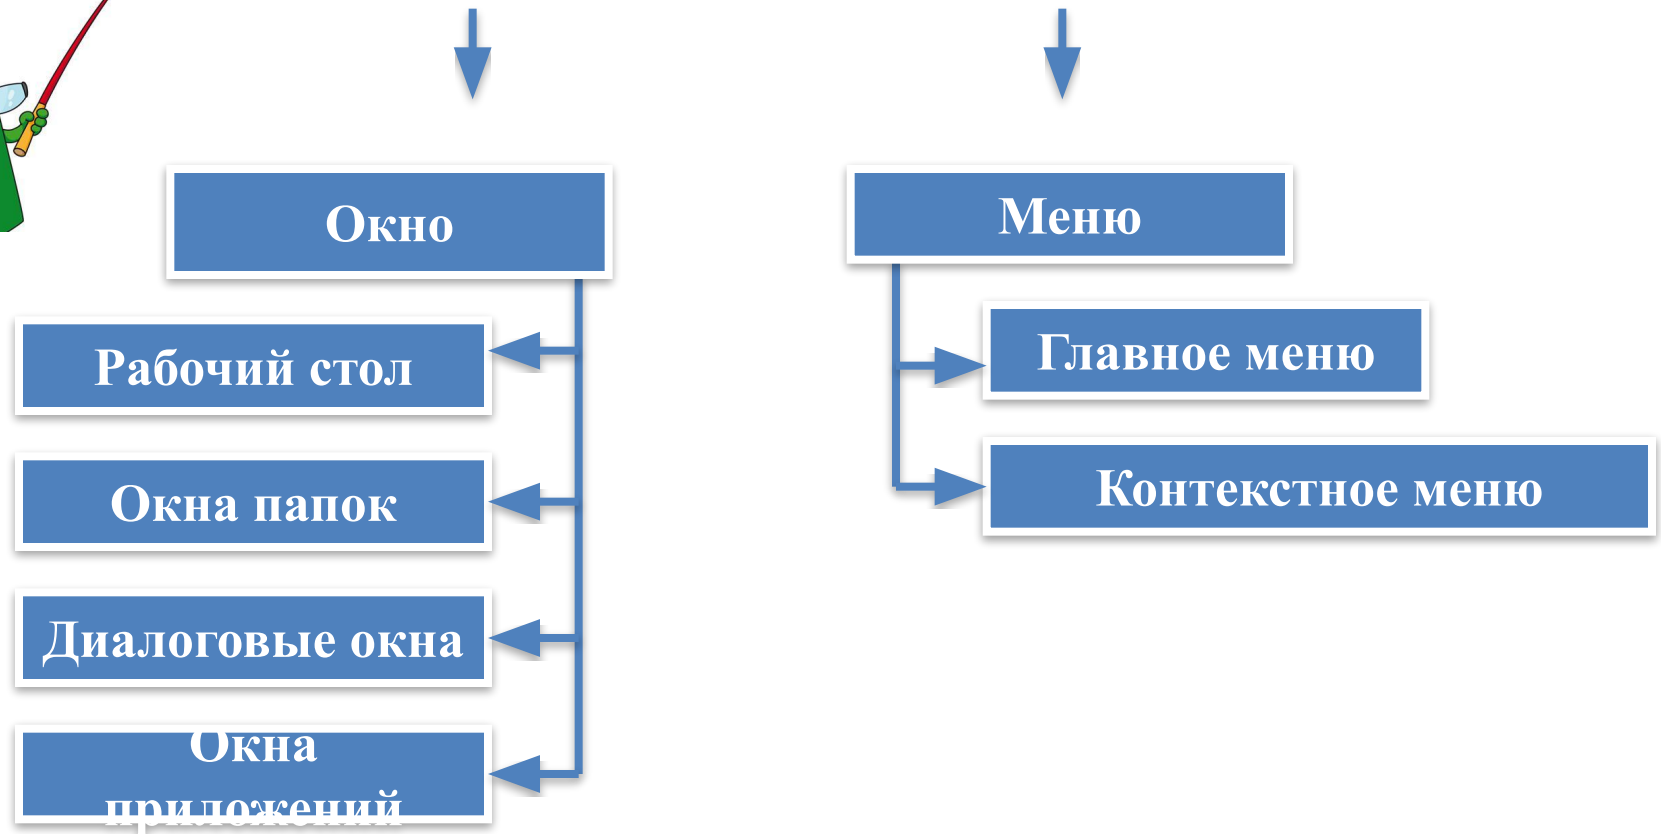 Окно
Рабочий стол
Окна папок
Диалоговые окна
Окна
приложений
Меню
Главное меню
Контекстное меню